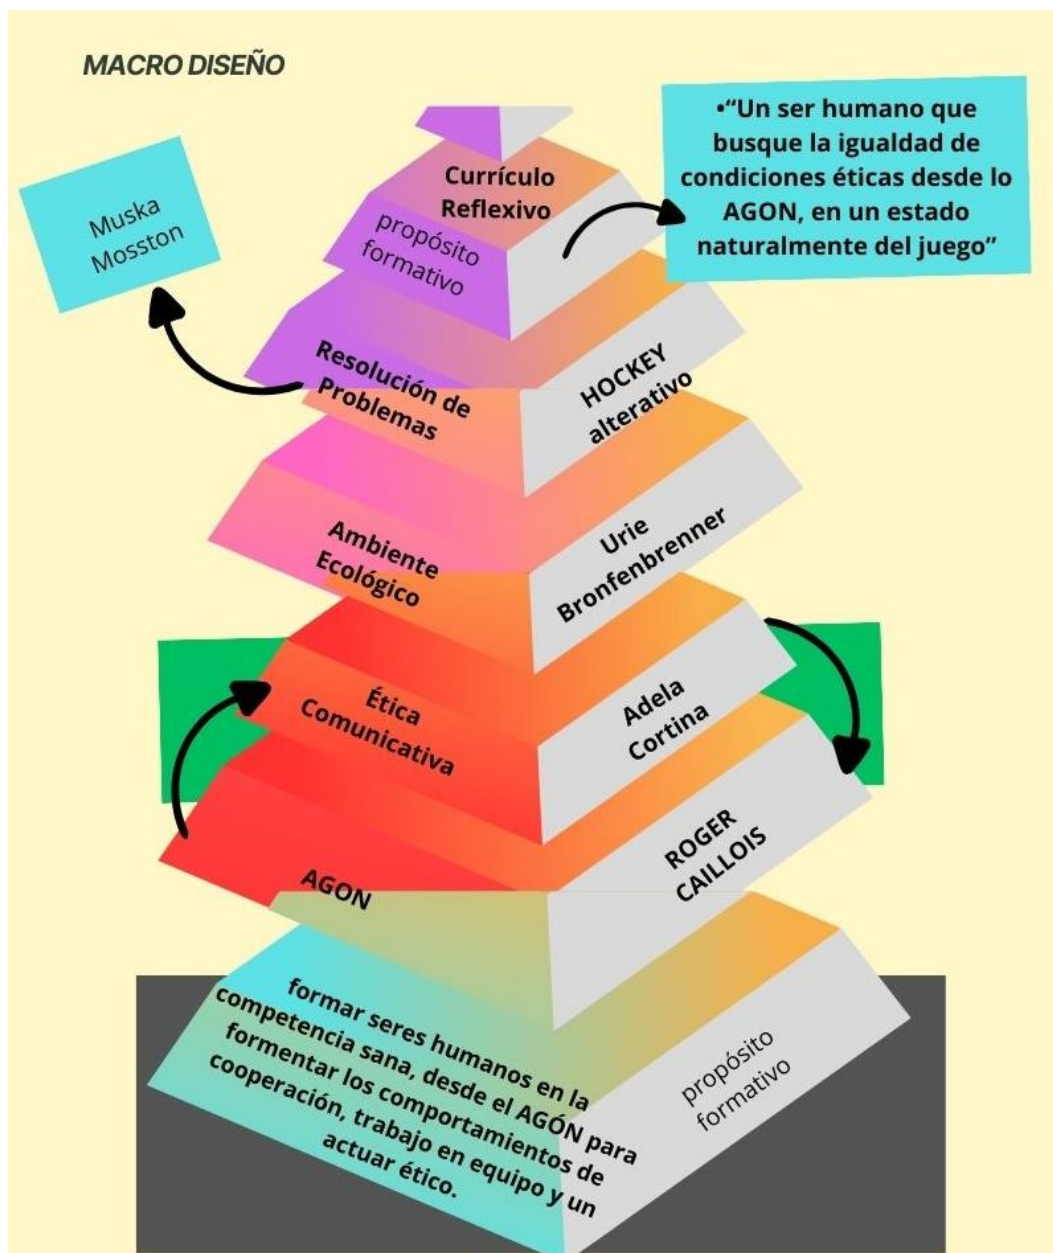 MACRO DISEÑO
•“Un ser humano que
busque la igualdad de
condiciones éticas desde lo
AGON, en un estado
naturalmente del juego”
Muska
Mosston
Currículo
Reflexivo
propósito
formativo
Resolución de
Problemas
HOCKEY
alterativo
Ambiente
Ecológico
Urie
Bronfenbrenner
Ética
Comunicativa
Adela
Cortina
AGON
ROGER
CAILLOIS
formar seres humanos en la
competencia sana, desde el AGÓN para
formentar los comportamientos de
cooperación, trabajo en equipo y un
actuar ético.
propósito
formativo